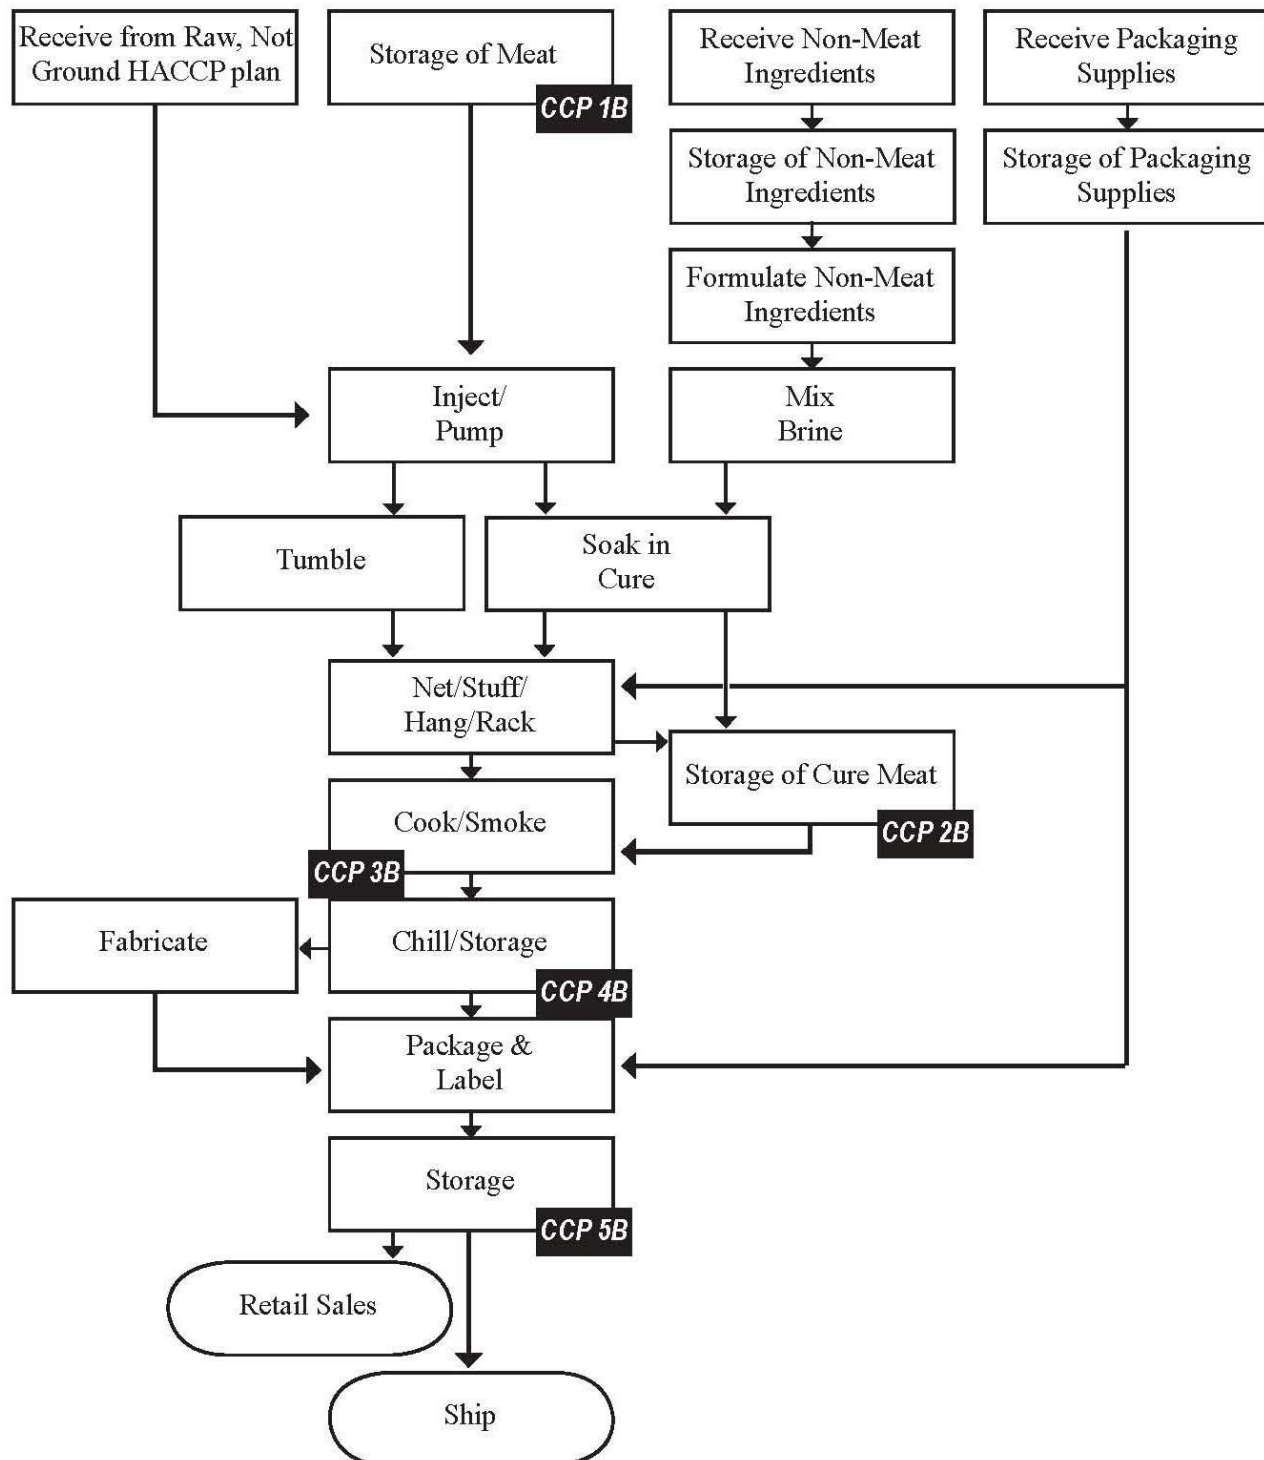 Receive from Raw, Not
Ground HACCP plan
Storage of Meat
CCP 1B
Receive Non-Meat
Ingredients
Receive Packaging
Supplies
Storage of Non-Meat
Ingredients
Storage of Packaging
Supplies
Formulate Non-Meat
Ingredients
Inject/
Pump
Mix
Brine
Tumble
Soak in
Cure
Net/Stuff/
Hang/Rack
Storage of Cure Meat
CCP 2B
Cook/Smoke
CCP 3B
Fabricate
Chill/Storage
CCP 4B
Package &
Label
Storage
CCP 5B
Retail Sales
Ship